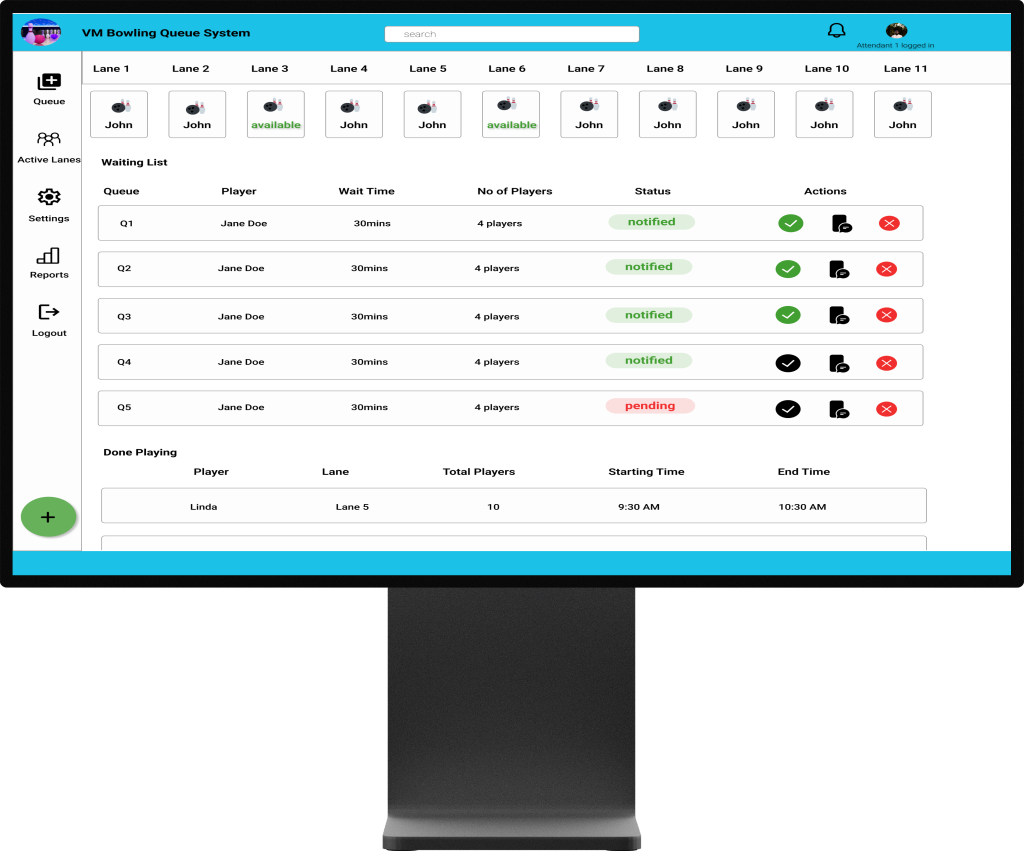 VM Bowling Queue System
search
Attendant 1 logged in
Queue
Active Lanes
Settings
Reports
Logout
+
Lane 1 Lane 2 Lane 3 Lane 4 Lane 5 Lane 6 Lane 7 Lane 8 Lane 9 Lane 10 Lane 11
John John available John John available John John John John John
Waiting List
Queue Player Wait Time No of Players Status Actions
Q1 Jane Doe 30mins 4 players notified
Q2 Jane Doe 30mins 4 players notified
Q3 Jane Doe 30mins 4 players notified
Q4 Jane Doe 30mins 4 players notified
Q5 Jane Doe 30mins 4 players pending
Done Playing
Player Lane Total Players Starting Time End Time
Linda Lane 5 10 9:30 AM 10:30 AM